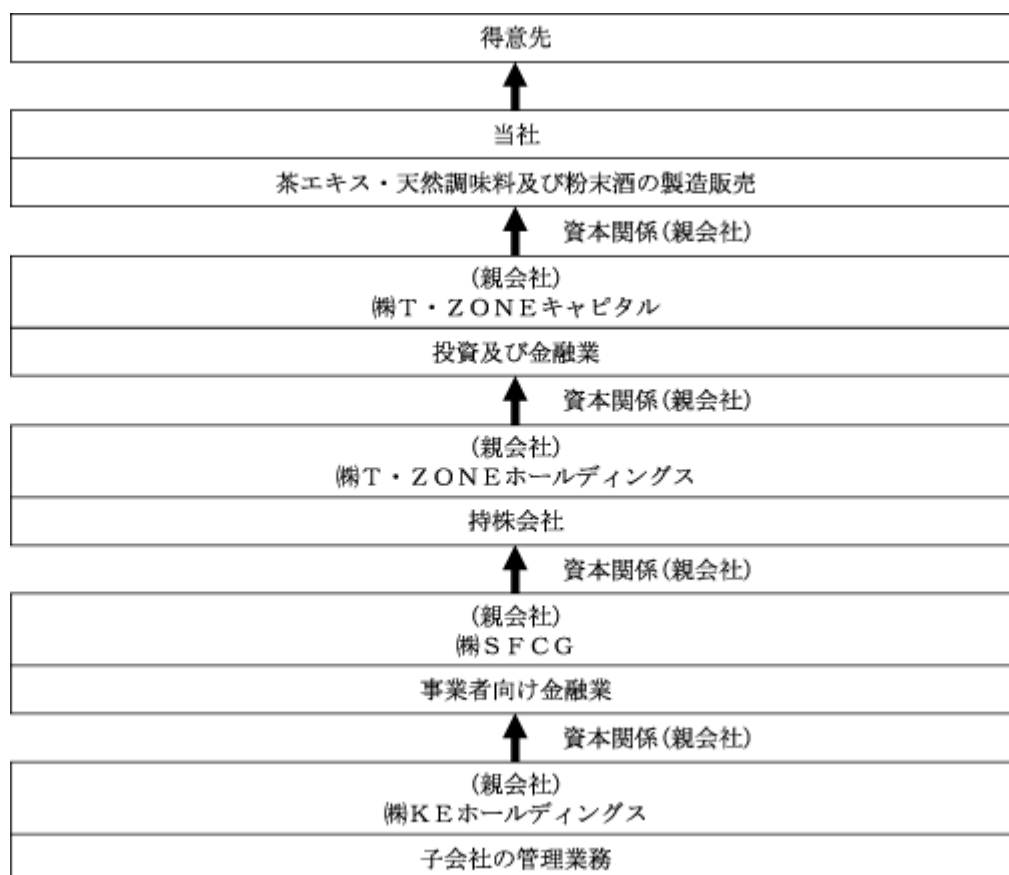 得意先
当社
茶エキス・天然調味料及び粉末酒の製造販売
資本関係(親会社)
(親会社)
㈱Ｔ・ＺＯＮＥキャピタル
投資及び金融業
資本関係(親会社)
(親会社)
㈱Ｔ・ＺＯＮＥホールディングス
持株会社
資本関係(親会社)
(親会社)
㈱ＳＦＣＧ
事業者向け金融業
資本関係(親会社)
(親会社)
㈱ＫＥホールディングス
子会社の管理業務